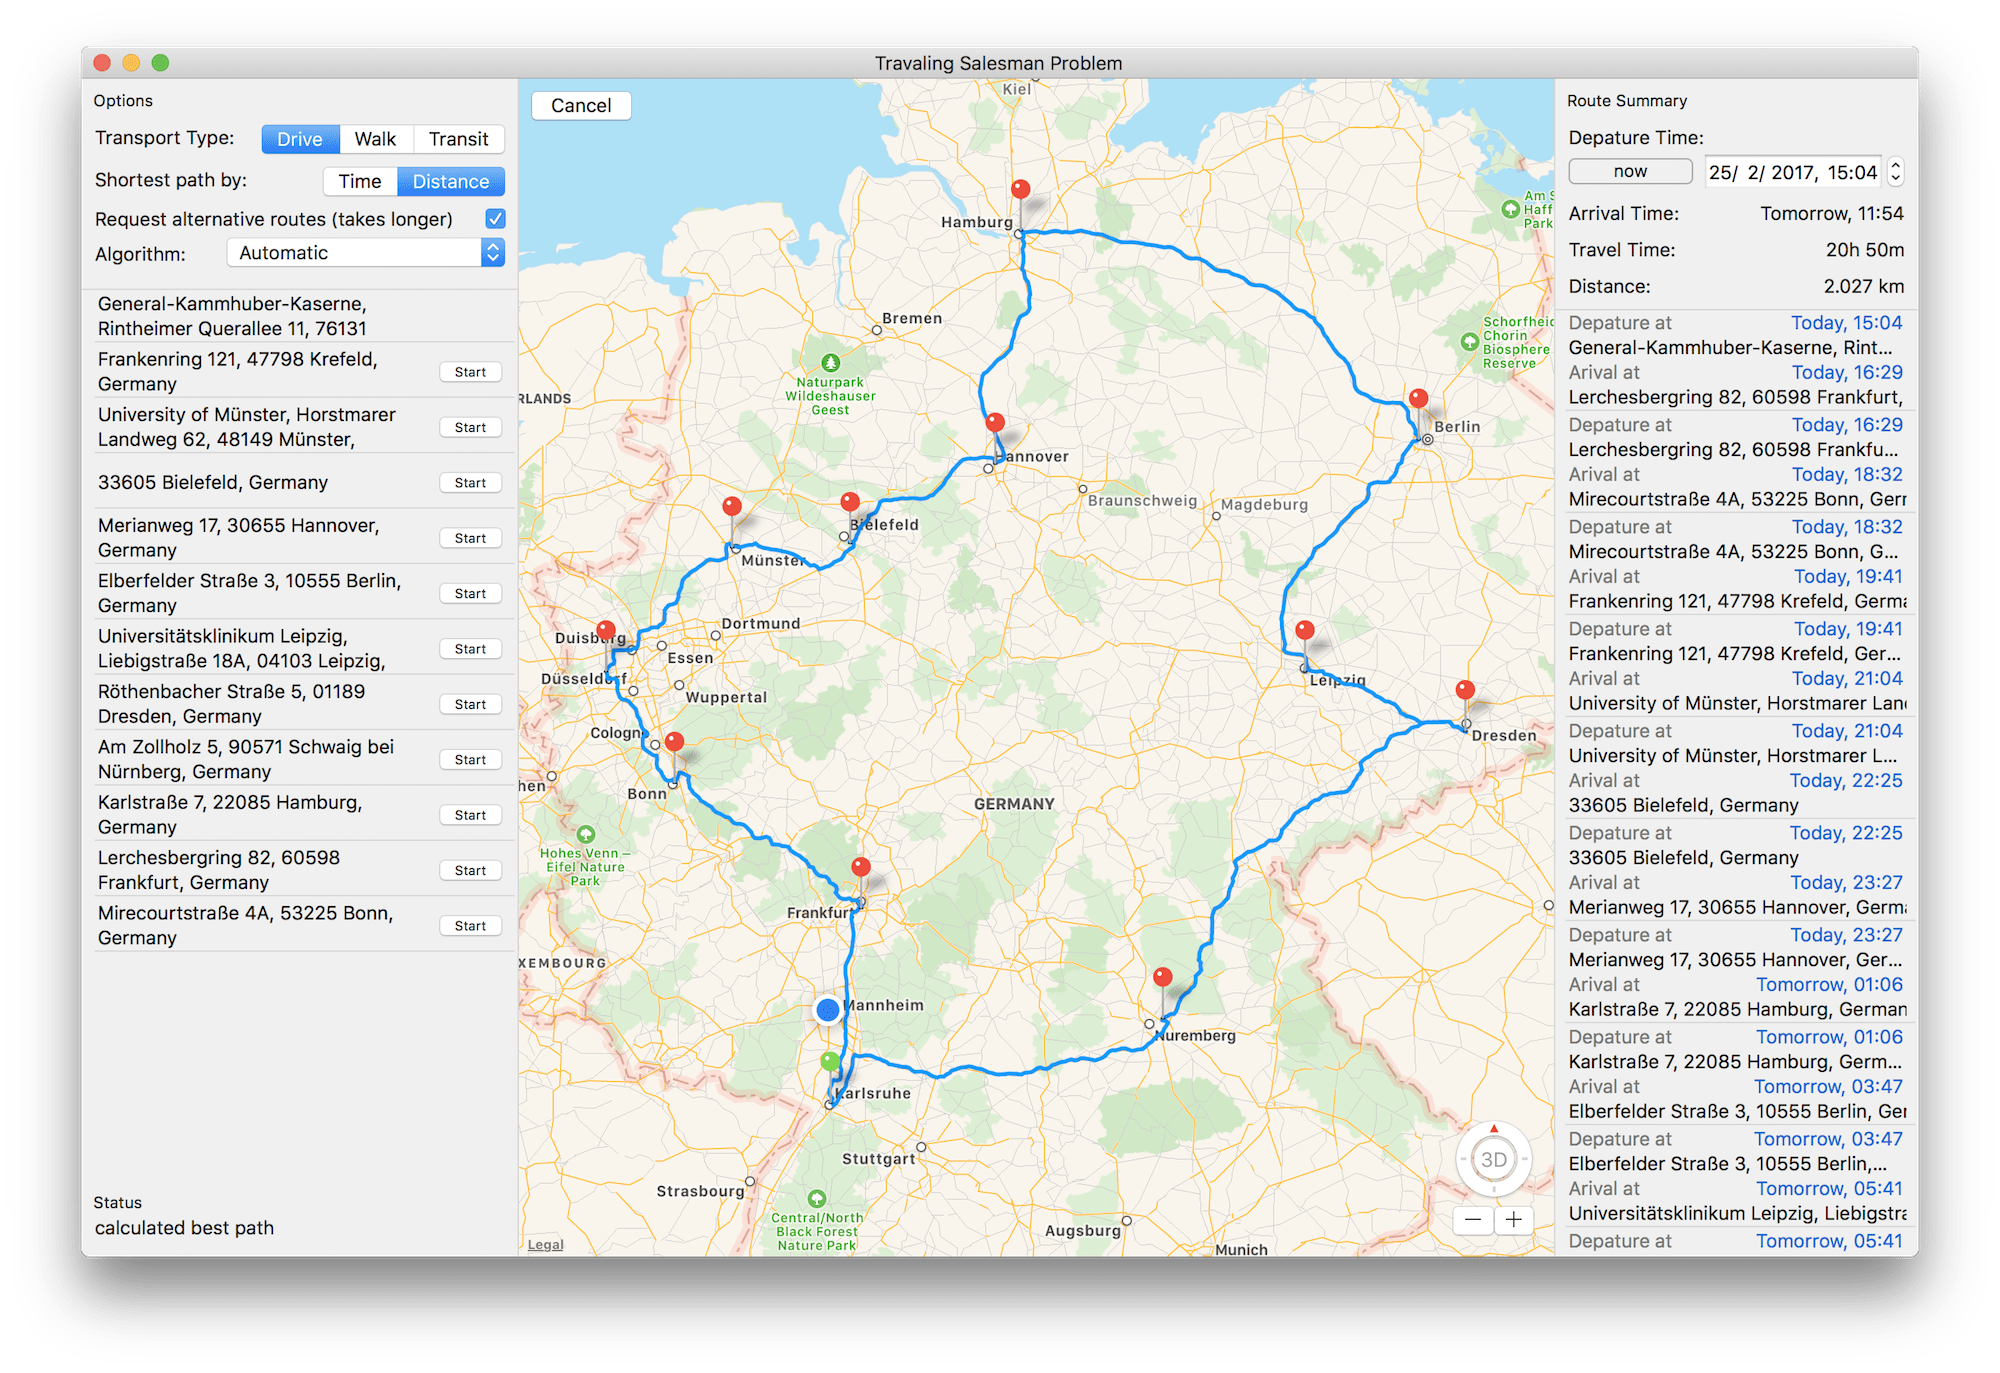 Travaling Salesman Problem
Options
Transport Type:
Drive
Walk
Transit
Shortest path by:
Time
Distance
Request alternative routes (takes longer)
Algorithm:
Automatic
General-Kammhuber-Kaserne,
Rintheimer Querallee 11, 76131
Frankenring 121, 47798 Krefeld,
Germany
Start
University of Münster, Horstmarer
Landweg 62, 48149 Münster,
Start
33605 Bielefeld, Germany
Start
Merianweg 17, 30655 Hannover,
Germany
Start
Elberfelder Straße 3, 10555 Berlin,
Germany
Start
Universitätsklinikum Leipzig,
Liebigstraße 18A, 04103 Leipzig,
Start
Röthenbacher Straße 5, 01189
Dresden, Germany
Start
Am Zollholz 5, 90571 Schwaig bei
Nürnberg, Germany
Start
Karlstraße 7, 22085 Hamburg,
Germany
Start
Lerchesbergring 82, 60598
Frankfurt, Germany
Start
Mirecourtstraße 4A, 53225 Bonn,
Germany
Start
Status
calculated best path
Cancel
Kiel
Hamburg
Am S
Haff
Park
Bremen
Schorfheid
Chorin
Biosphere
Reserve
Naturpark
Wildeshauser
Geest
RLANDS
Berlin
Hannover
Braunschweig
Magdeburg
Bielefeld
Münster
Dortmund
Duisburg
Essen
Düsseldorf
Wuppertal
Leipzig
Cologne
Dresden
hen
Bonn
GERMANY
Hohes Venn –
Eifel Nature
Park
Frankfurt
XEMBOURG
Mannheim
Nuremberg
Karlsruhe
Stuttgart
Strasbourg
Central/North
Black Forest
Nature Park
Augsburg
Munich
Legal
3D
Route Summary
Depature Time:
now
25/ 2/ 2017, 15:04
Arrival Time:
Tomorrow, 11:54
Travel Time:
20h 50m
Distance:
2.027 km
Depature at
Today, 15:04
General-Kammhuber-Kaserne, Rint...
Arival at
Today, 16:29
Lerchesbergring 82, 60598 Frankfurt,
Depature at
Today, 16:29
Lerchesbergring 82, 60598 Frankfu...
Arival at
Today, 18:32
Mirecourtstraße 4A, 53225 Bonn, Gerr
Depature at
Today, 18:32
Mirecourtstraße 4A, 53225 Bonn, G...
Arival at
Today, 19:41
Frankenring 121, 47798 Krefeld, Germa
Depature at
Today, 19:41
Frankenring 121, 47798 Krefeld, Ger...
Arival at
Today, 21:04
University of Münster, Horstmarer Land
Depature at
Today, 21:04
University of Münster, Horstmarer L...
Arival at
Today, 22:25
33605 Bielefeld, Germany
Depature at
Today, 22:25
33605 Bielefeld, Germany
Arival at
Today, 23:27
Merianweg 17, 30655 Hannover, Germa
Depature at
Today, 23:27
Merianweg 17, 30655 Hannover, Ger...
Arival at
Tomorrow, 01:06
Karlstraße 7, 22085 Hamburg, German
Depature at
Tomorrow, 01:06
Karlstraße 7, 22085 Hamburg, Germ...
Arival at
Tomorrow, 03:47
Elberfelder Straße 3, 10555 Berlin, Ger
Depature at
Tomorrow, 03:47
Elberfelder Straße 3, 10555 Berlin,...
Arival at
Tomorrow, 05:41
Universitätsklinikum Leipzig, Liebigstra
Depature at
Tomorrow, 05:41